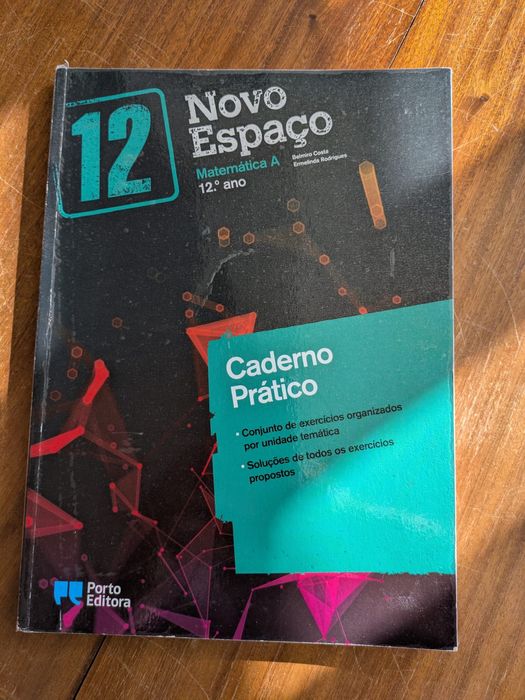 12
Novo
Espaço
Matemática A
12.º ano
Belmiro Costa
Ermelinda Rodrigues
Caderno
Prático
• Conjunto de exercícios organizados
por unidade temática
• Soluções de todos os exercícios
propostos
Porto
Editora